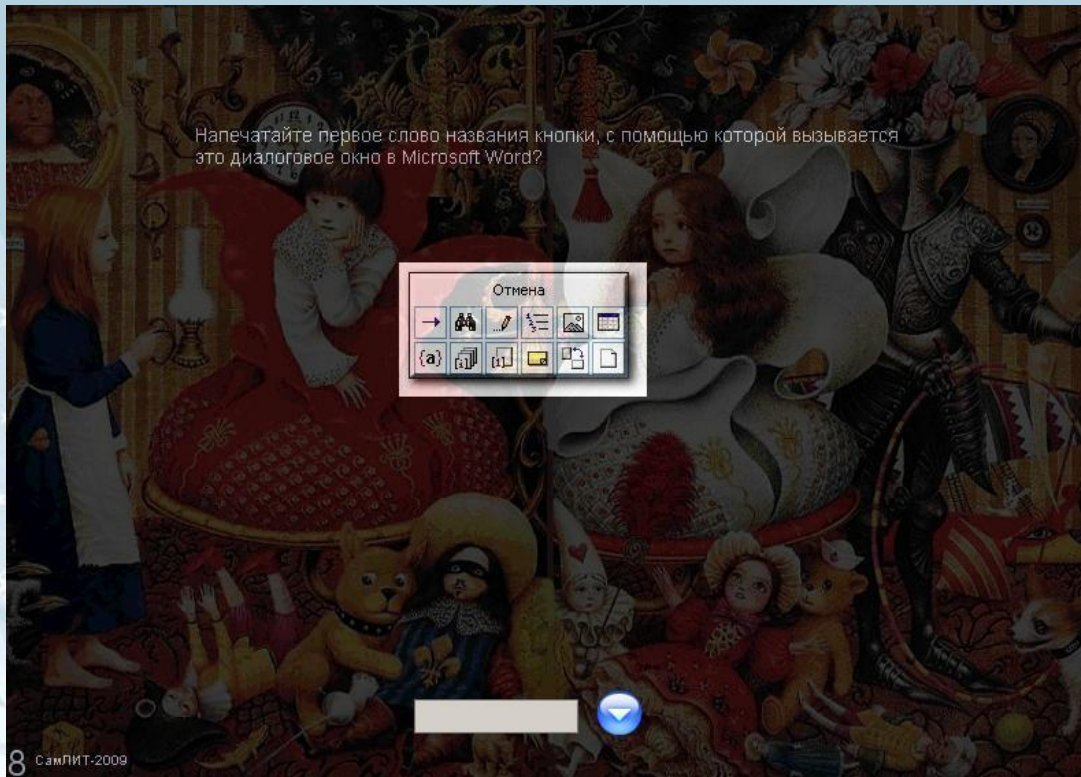 Напечатайте первое слово названия кнопки, с помощью которой вызывается
это диалоговое окно в Microsoft Word?
Отмена
{a}
8 СамЛИТ-2009